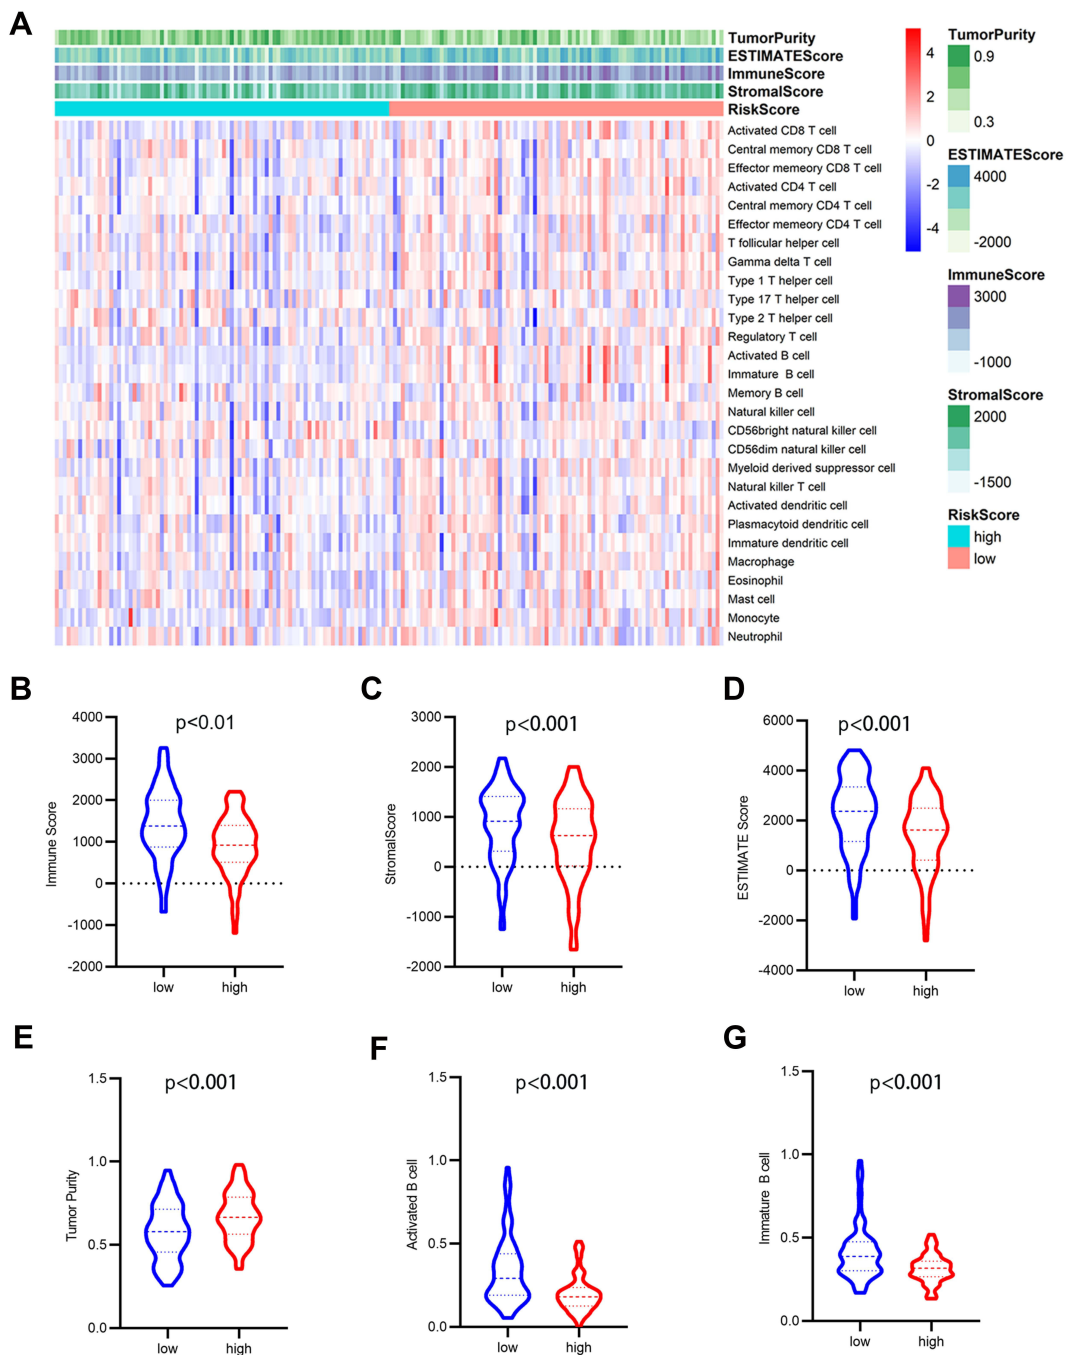 A
TumorPurity
ESTIMATEScore
ImmuneScore
StromalScore
RiskScore
Activated CD8 T cell
Central memory CD8 T cell
Effector memeory CD8 T cell
Activated CD4 T cell
Central memory CD4 T cell
Effector memeory CD4 T cell
T follicular helper cell
Gamma delta T cell
Type 1 T helper cell
Type 17 T helper cell
Type 2 T helper cell
Regulatory T cell
Activated B cell
Immature B cell
Memory B cell
Natural killer cell
CD56bright natural killer cell
CD56dim natural killer cell
Myeloid derived suppressor cell
Natural killer T cell
Activated dendritic cell
Plasmacytoid dendritic cell
Immature dendritic cell
Macrophage
Eosinophil
Mast cell
Monocyte
Neutrophil
4
2
0
-2
-4
TumorPurity
0.9
0.3
ESTIMATEScore
4000
-2000
ImmuneScore
3000
-1000
StromalScore
2000
-1500
RiskScore
high
low
B
p<0.01
Immune Score
4000
3000
2000
1000
0
-1000
-2000
low high
C
p<0.001
StromalScore
3000
2000
1000
0
-1000
-2000
low high
D
p<0.001
ESTIMATE Score
6000
4000
2000
0
-2000
-4000
low high
E
p<0.001
Tumor Purity
1.5
1.0
0.5
0.0
low high
F
p<0.001
Activated B cell
1.5
1.0
0.5
0.0
low high
G
p<0.001
Immature B cell
1.5
1.0
0.5
0.0
low high